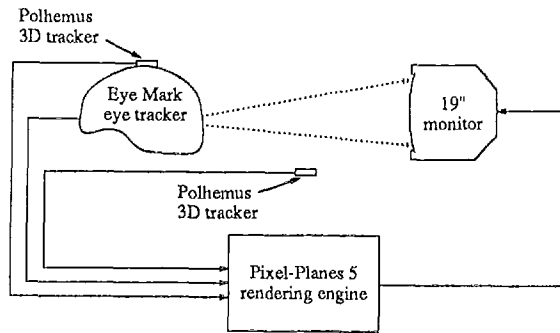 Polhemus
3D tracker
Eye Mark
eye tracker
19"
monitor
Polhemus
3D tracker
Pixel-Planes 5
rendering engine